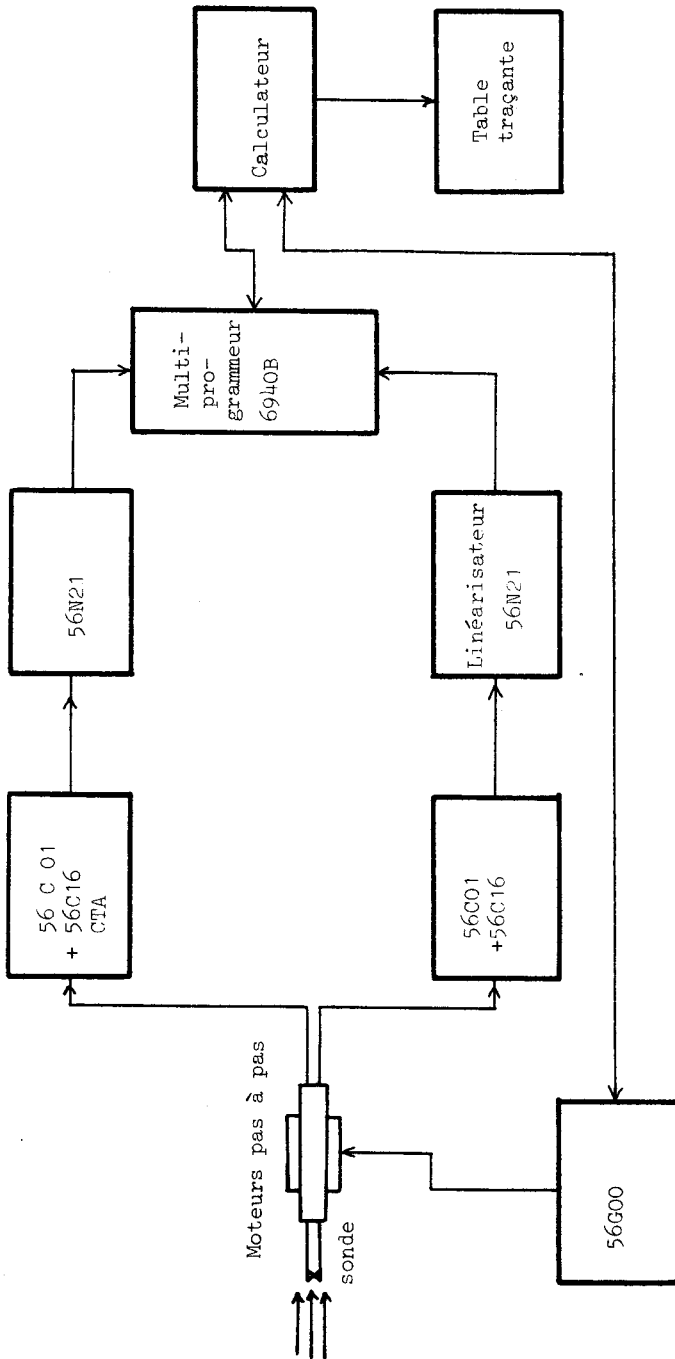 Moteurs pas à pas
sonde
56 C 01
+ 56C16
CTA
56N21
56C01
+56C16
Linéarisateur
56N21
Multi-
pro-
grammeur
6940B
Calculateur
Table
traçante
56G00